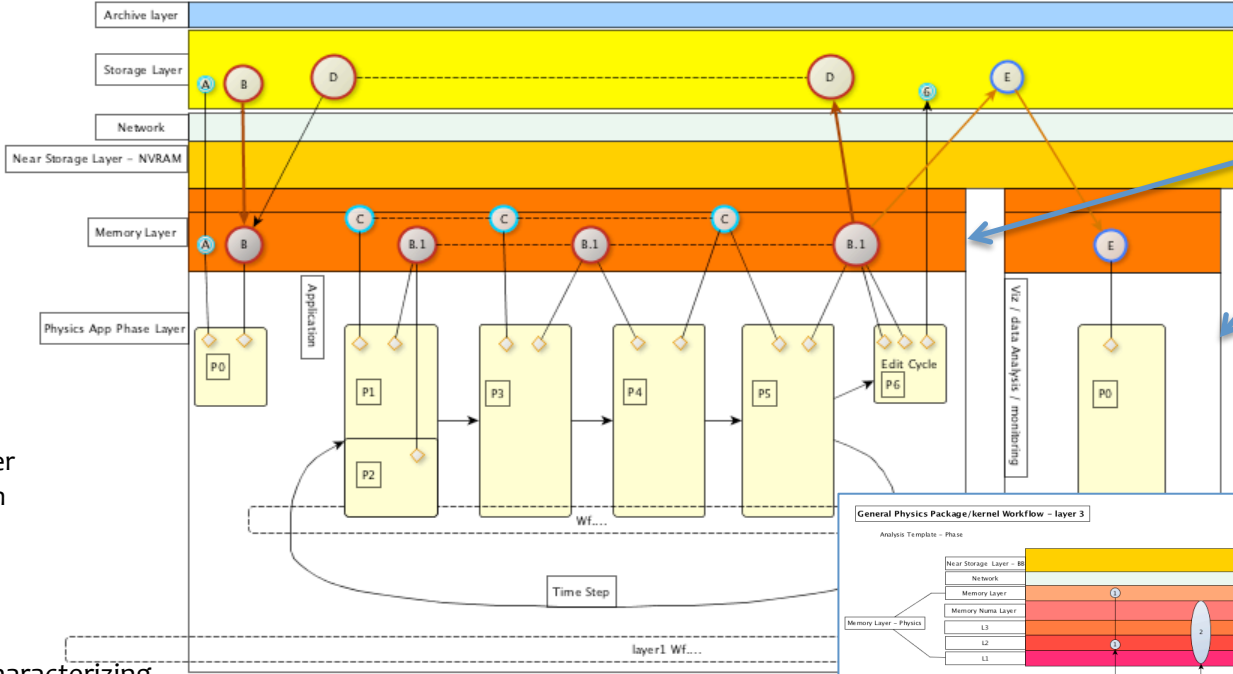 Archive layer
Storage Layer
A
B
D
D
6
E
Network
Near Storage Layer – NVRAM
Memory Layer
C
C
C
A
B
B.1
B.1
B.1
E
Physics App Phase Layer
Application
Viz / data Analysis / monitoring
P0
P1
P2
P3
P4
P5
Edit Cycle
P6
P0
er
n
Wf....
Time Step
layer1 Wf....
haracterizing
General Physics Package/kernel Workflow – layer 3
Analysis Template – Phase
Near Storage Layer – BB
Network
Memory Layer
Memory Numa Layer
Memory Layer – Physics
L3
L2
L1
1
1
2